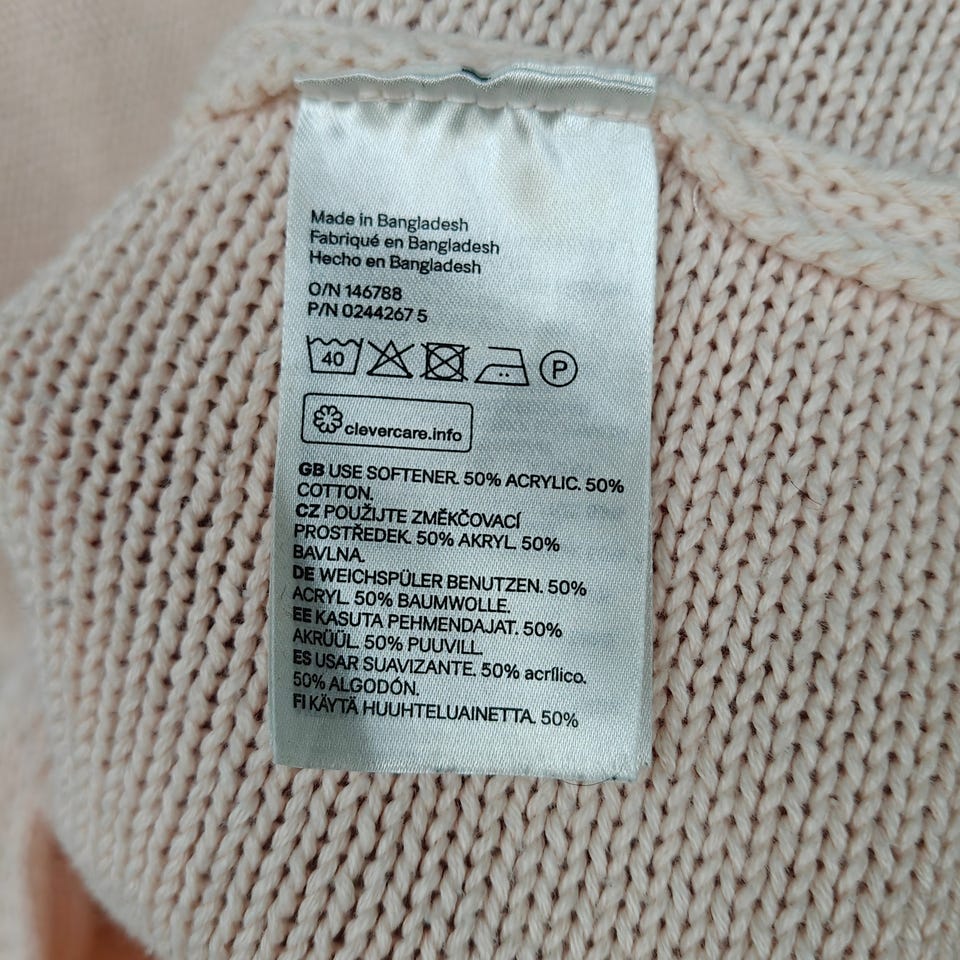 Made in Bangladesh
Fabriqué en Bangladesh
Hecho en Bangladesh
O/N 146788
P/N 0244267 5
40 P
clevercare.info
GB USE SOFTENER. 50% ACRYLIC. 50%
COTTON.
CZ POUŽIJTE ZMĚKČOVACÍ
PROSTŘEDEK. 50% AKRYL. 50%
BAVLNA.
DE WEICHSPÜLER BENUTZEN. 50%
ACRYL. 50% BAUMWOLLE.
EE KASUTA PEHMENDAJAT. 50%
AKRÜÜL. 50% PUUVILL.
ES USAR SUAVIZANTE. 50% acrílico.
50% ALGODÓN.
FI KÄYTÄ HUUHTELUAINETTA. 50%